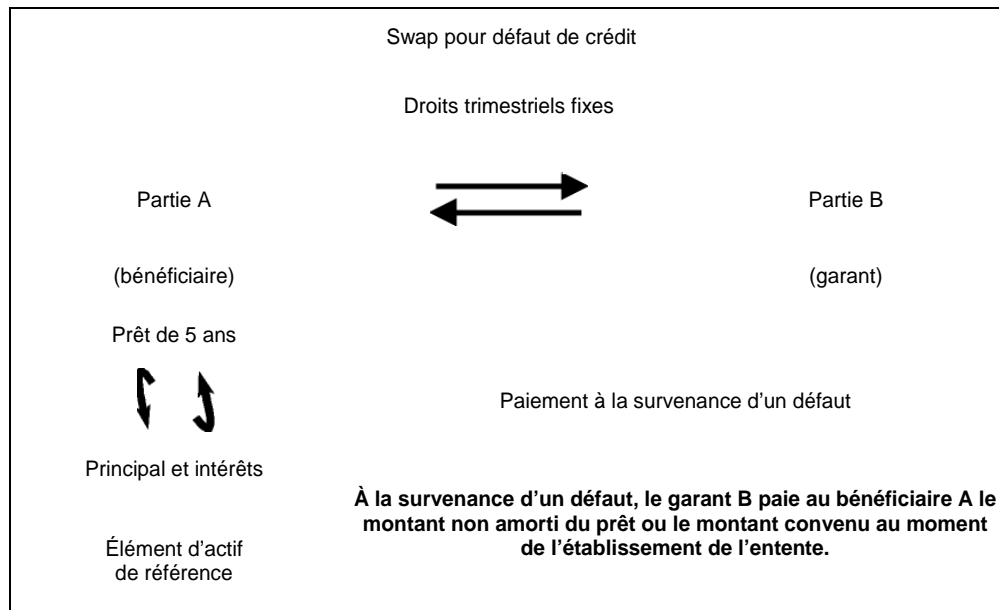 Swap pour défaut de crédit
Droits trimestriels fixes
Partie A
Partie B
(bénéficiaire)
(garant)
Prêt de 5 ans
Paiement à la survenance d'un défaut
Principal et intérêts
À la survenance d'un défaut, le garant B paie au bénéficiaire A le
montant non amorti du prêt ou le montant convenu au moment
de l'établissement de l'entente.
Élément d'actif
de référence